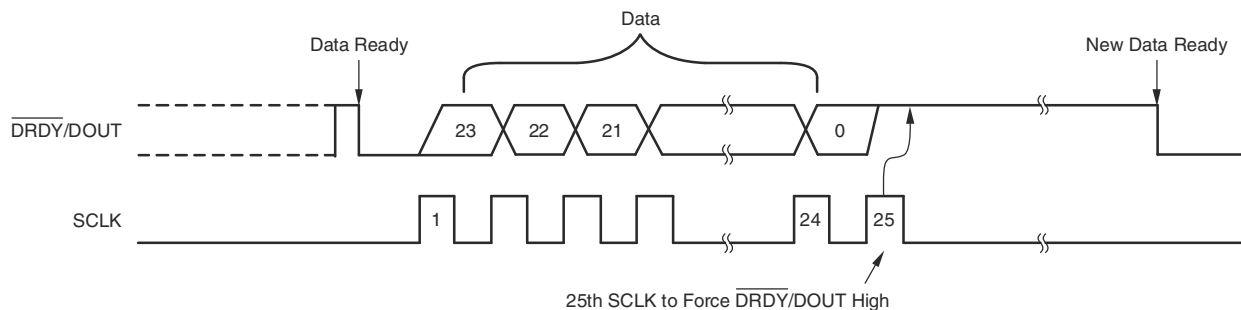 Data
Data Ready
New Data Ready
DRDY/DOUT
23 22 21 0
SCLK
1 24 25
25th SCLK to Force DRDY/DOUT High